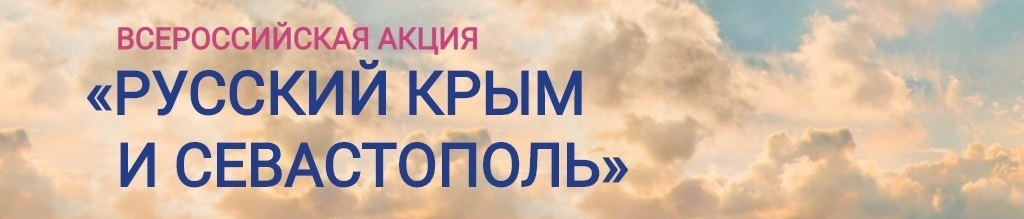 ВСЕРОССИЙСКАЯ АКЦИЯ
«РУССКИЙ КРЫМ
И СЕВАСТОПОЛЬ»